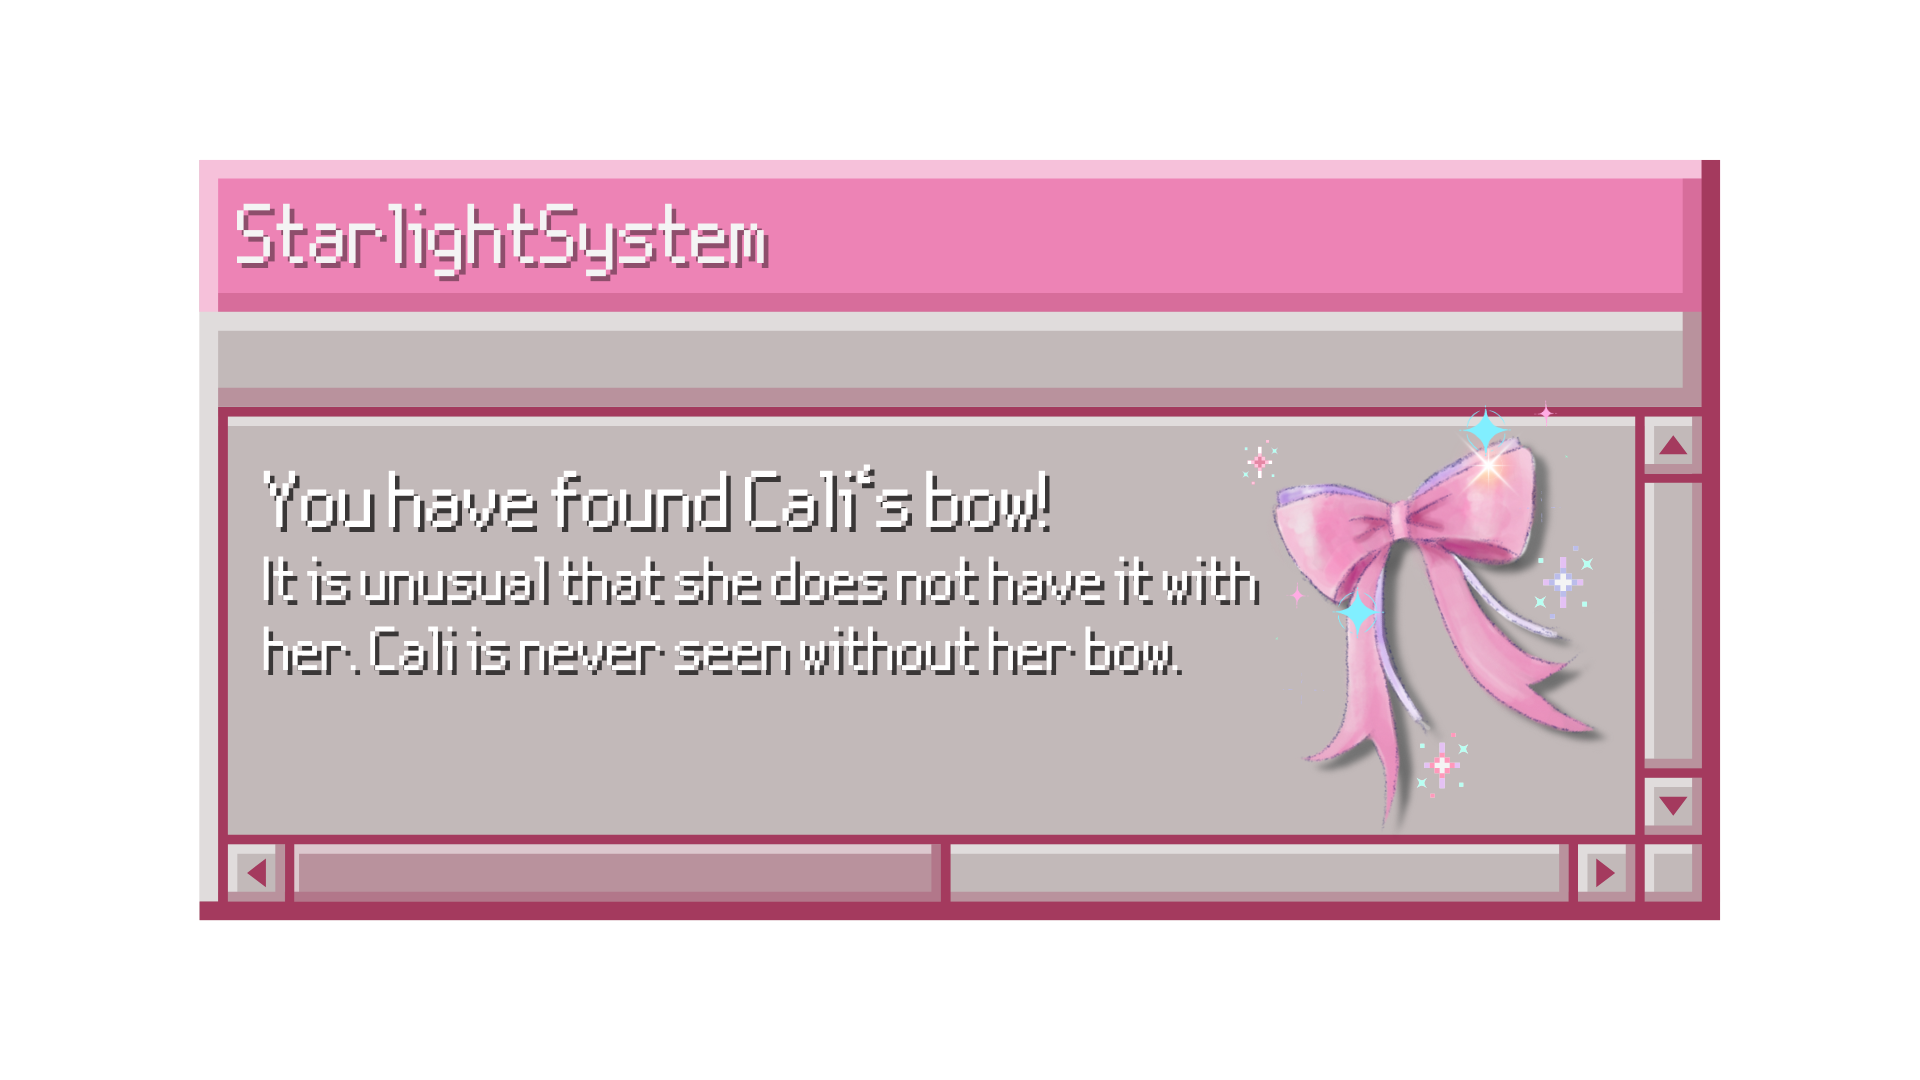 StarlightSystem
You have found Cali‘s bow!
It is unusual that she does not have it with
her. Cali is never seen without her bow.